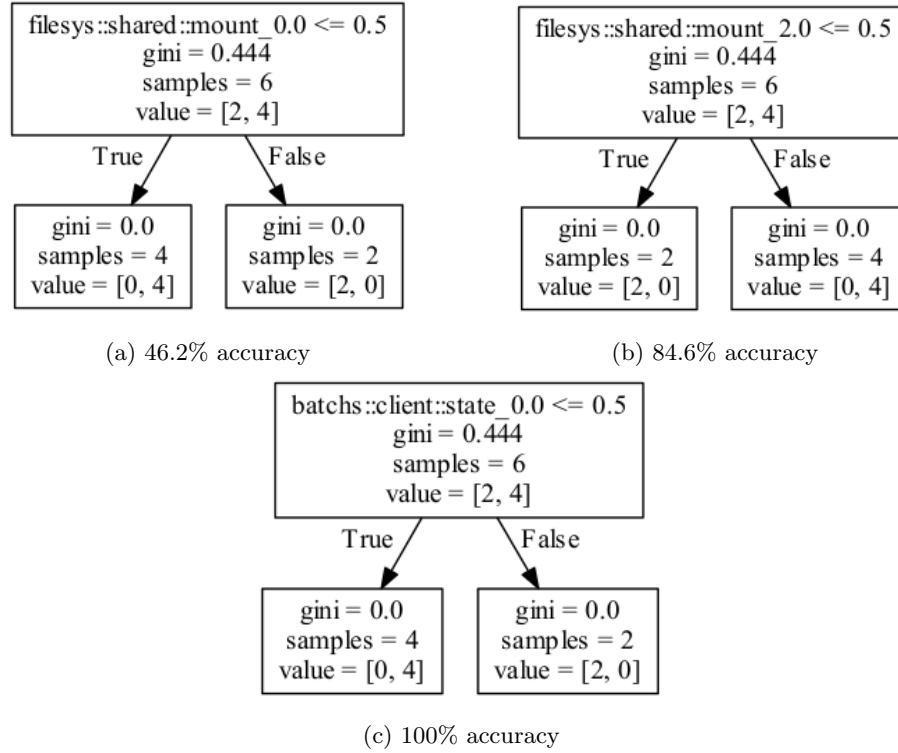 filesys::shared::mount_0.0 <= 0.5
gini = 0.444
samples = 6
value = [2, 4]
True
False
gini = 0.0
samples = 4
value = [0, 4]
gini = 0.0
samples = 2
value = [2, 0]
(a) 46.2% accuracy
filesys::shared::mount_2.0 <= 0.5
gini = 0.444
samples = 6
value = [2, 4]
True
False
gini = 0.0
samples = 2
value = [2, 0]
gini = 0.0
samples = 4
value = [0, 4]
(b) 84.6% accuracy
batchs::client::state_0.0 <= 0.5
gini = 0.444
samples = 6
value = [2, 4]
True
False
gini = 0.0
samples = 4
value = [0, 4]
gini = 0.0
samples = 2
value = [2, 0]
(c) 100% accuracy